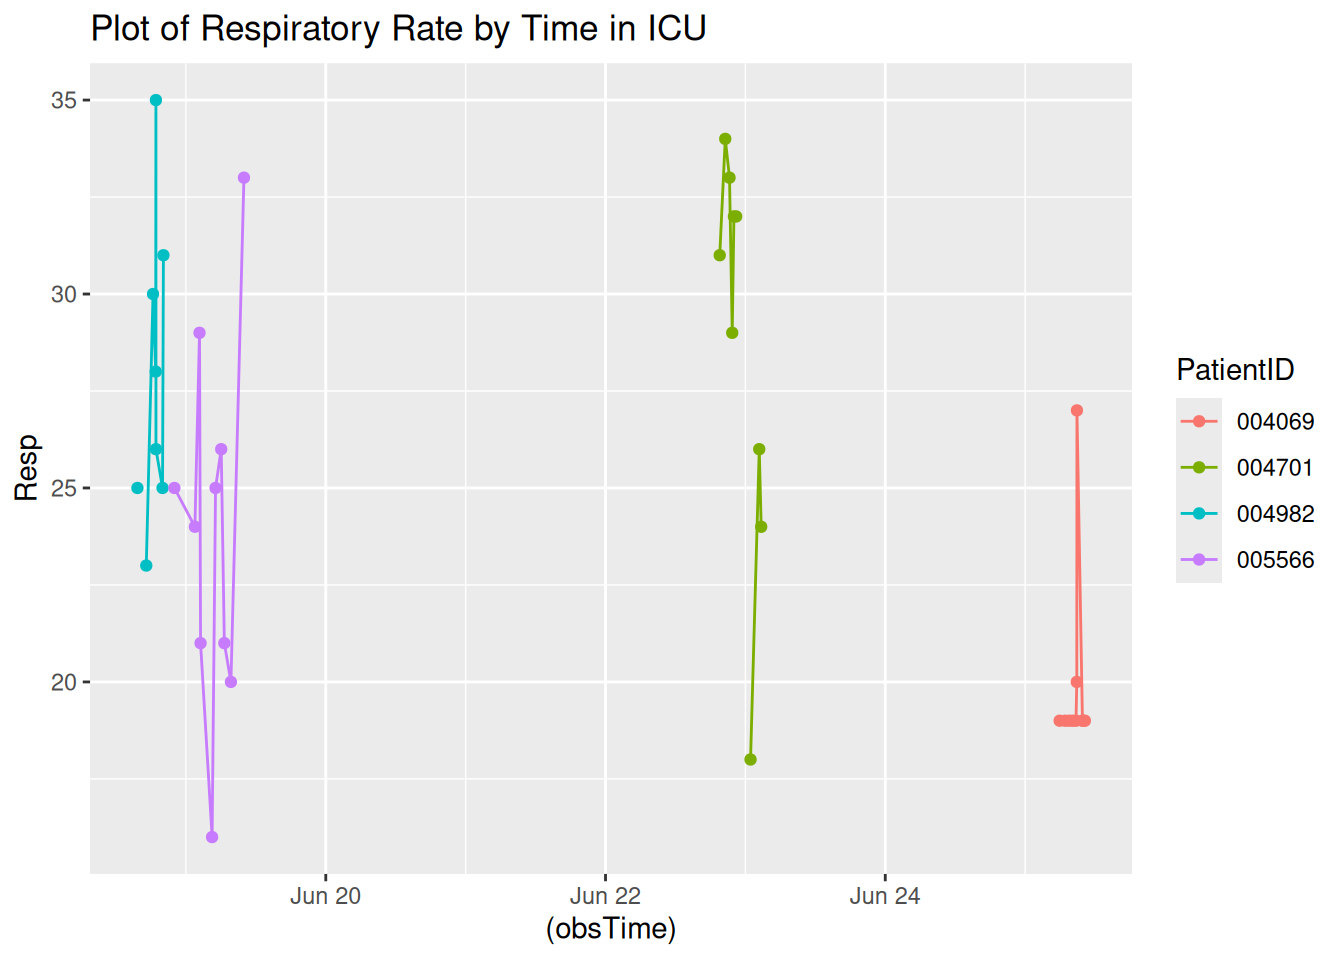 Plot of Respiratory Rate by Time in ICU
35
30
25
20
Resp
Jun 20
Jun 22
Jun 24
(obsTime)
PatientID
004069
004701
004982
005566